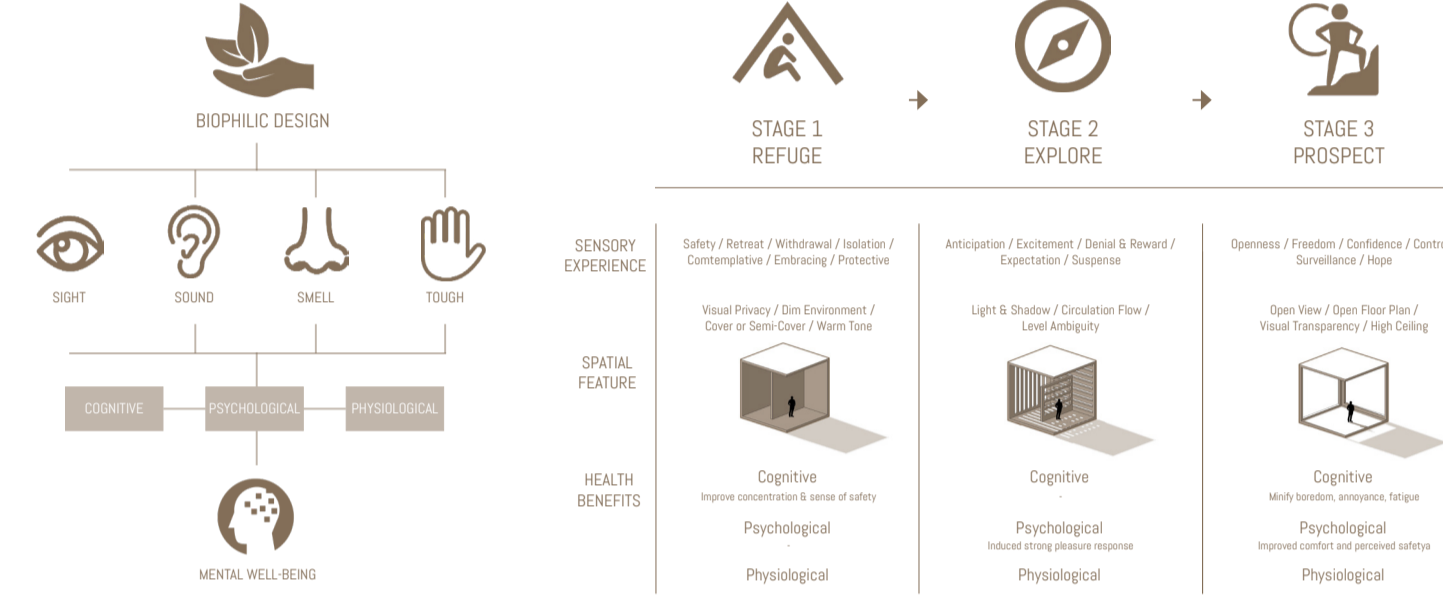 BIOPHILIC DESIGN
SIGHT
SOUND
SMELL
TOUGH
COGNITIVE
PSYCHOLOGICAL
PHYSIOLOGICAL
MENTAL WELL-BEING
STAGE 1
REFUGE
STAGE 2
EXPLORE
STAGE 3
PROSPECT
SENSORY
EXPERIENCE
Safety / Retreat / Withdrawal / Isolation /
Comtemplative / Embracing / Protective
Anticipation / Excitement / Denial & Reward /
Expectation / Suspense
Openness / Freedom / Confidence / Contro
Surveillance / Hope
SPATIAL
FEATURE
Visual Privacy / Dim Environment /
Cover or Semi-Cover / Warm Tone
Light & Shadow / Circulation Flow /
Level Ambiguity
Open View / Open Floor Plan /
Visual Transparency / High Ceiling
HEALTH
BENEFITS
Cognitive
Improve concentration & sense of safety
Psychological
-
Physiological
Cognitive
-
Psychological
Induced strong pleasure response
Physiological
Cognitive
Minify boredom, annoyance, fatigue
Psychological
Improved comfort and perceived safetya
Physiological